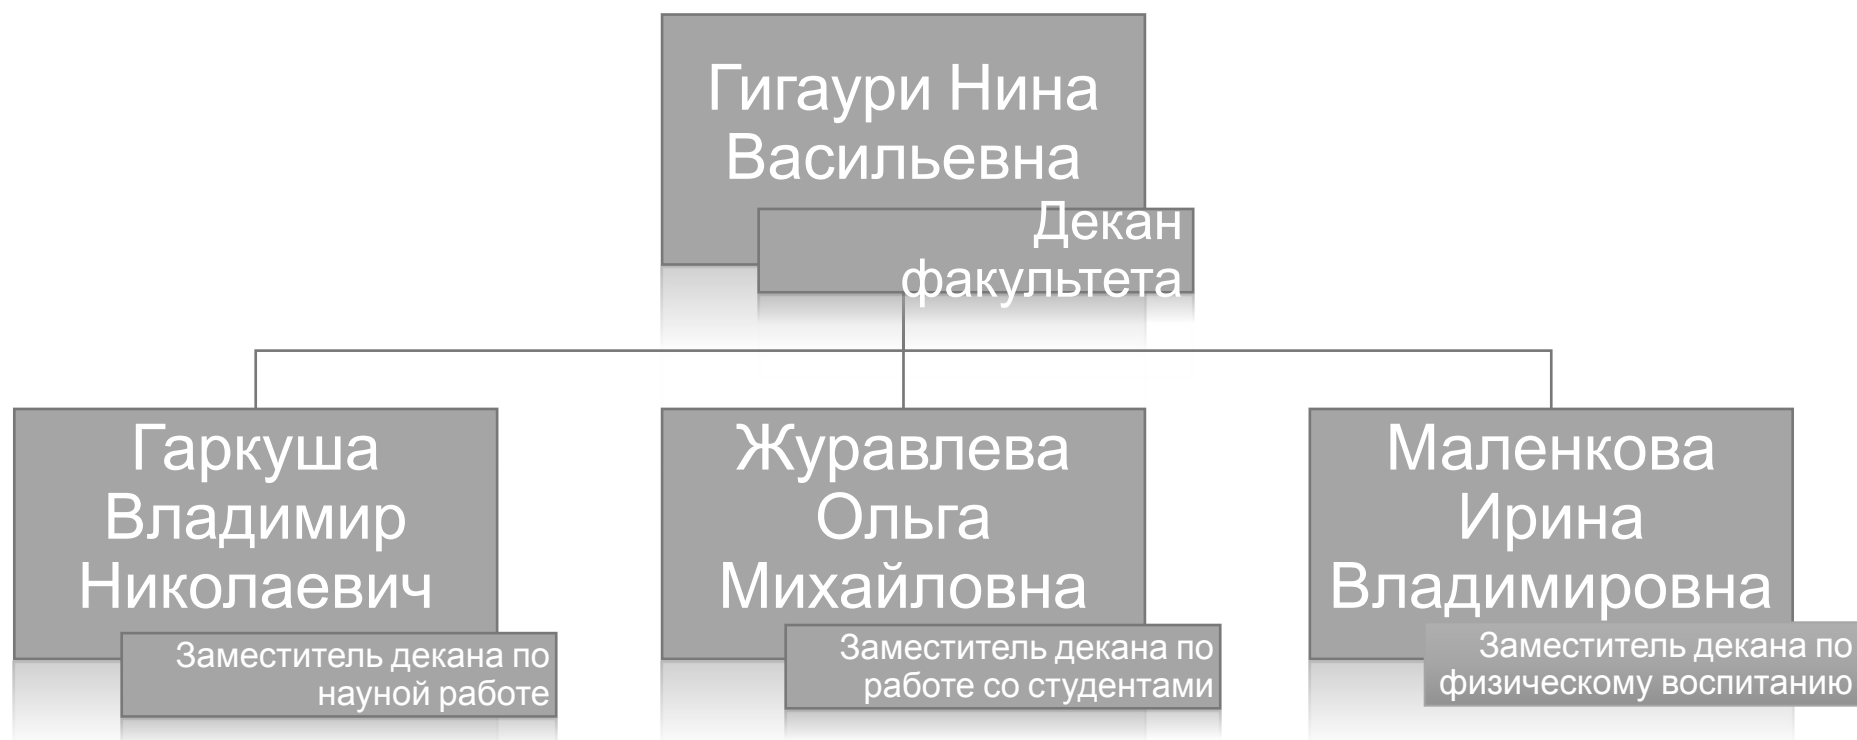 Гигаури Нина
Васильевна
Декан
факультета
Гаркуша
Владимир
Николаевич
Заместитель декана по
науной работе
Журавлева
Ольга
Михайловна
Заместитель декана по
работе со студентами
Маленкова
Ирина
Владимировна
Заместитель декана по
физическому воспитанию